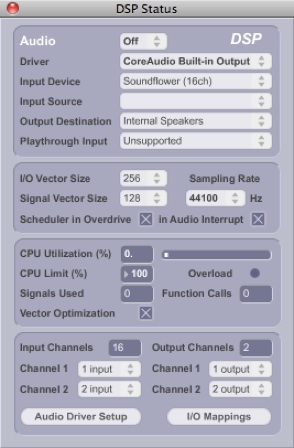 DSP Status
Audio Off DSP
Driver CoreAudio Built-in Output
Input Device Soundflower (16ch)
Input Source
Output Destination Internal Speakers
Playthrough Input Unsupported
I/O Vector Size 256 Sampling Rate
Signal Vector Size 128 44100 Hz
Scheduler in Overdrive in Audio Interrupt
CPU Utilization (%) 0.
CPU Limit (%) 100 Overload
Signals Used 0 Function Calls 0
Vector Optimization
Input Channels 16 Output Channels 2
Channel 1 1 input Channel 1 1 output
Channel 2 2 input Channel 2 2 output
Audio Driver Setup I/O Mappings